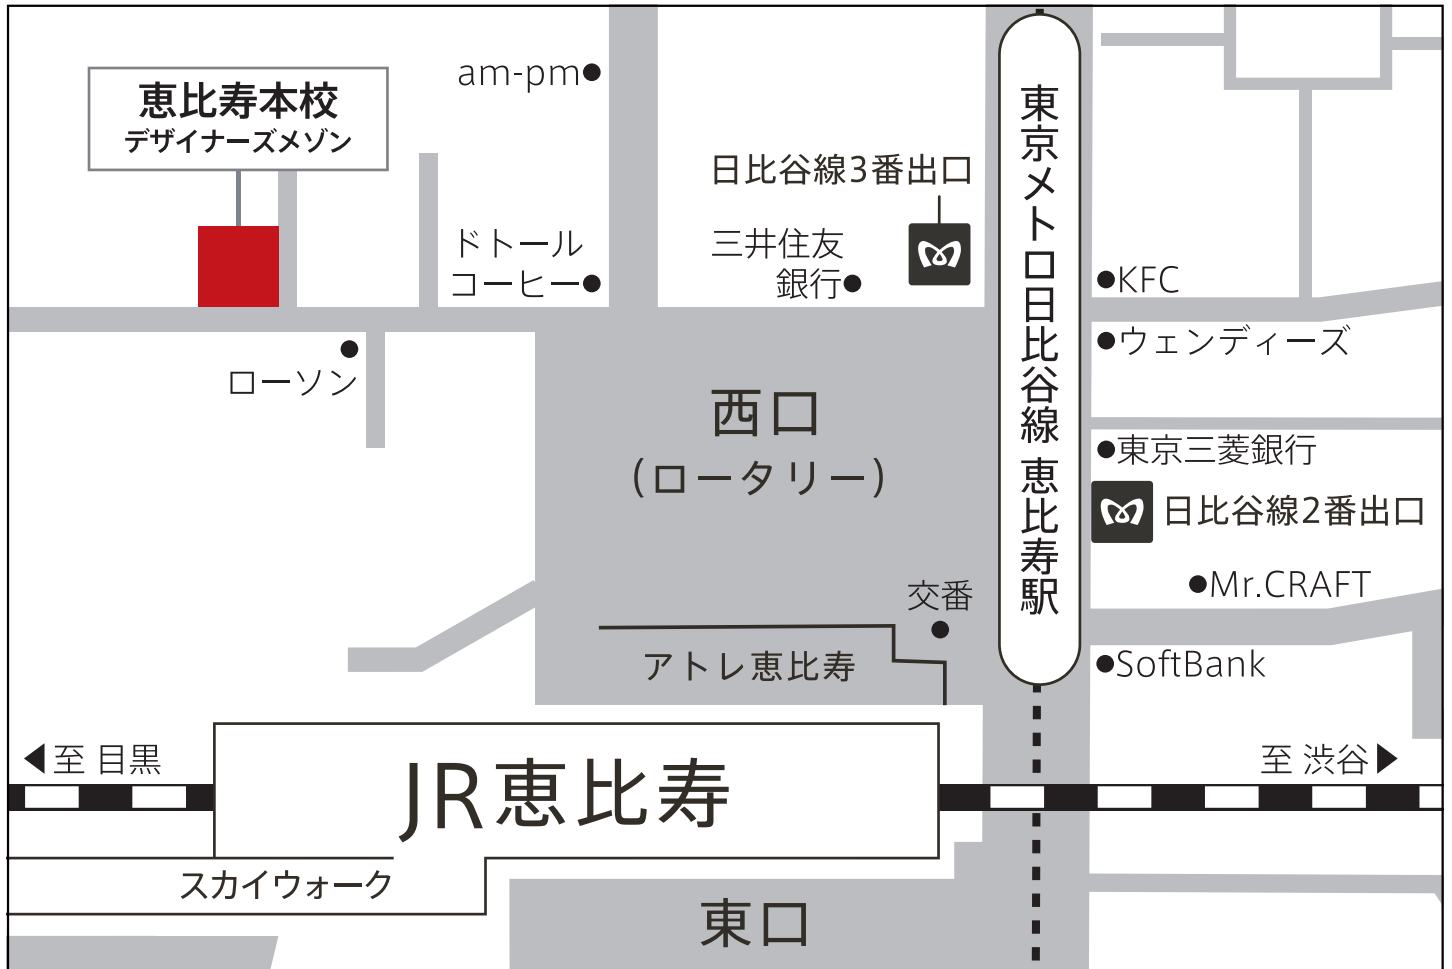 恵比寿本校
デザイナーズメゾン
am-pm
日比谷線3番出口
ドトール
コーヒー
三井住友
銀行
東京メトロ日比谷線 恵比寿駅
KFC
ウェンディーズ
ローソン
西口
(ロータリー)
東京三菱銀行
日比谷線2番出口
交番
Mr.CRAFT
アトレ恵比寿
SoftBank
至 目黒
JR恵比寿
至 渋谷
スカイウォーク
東口